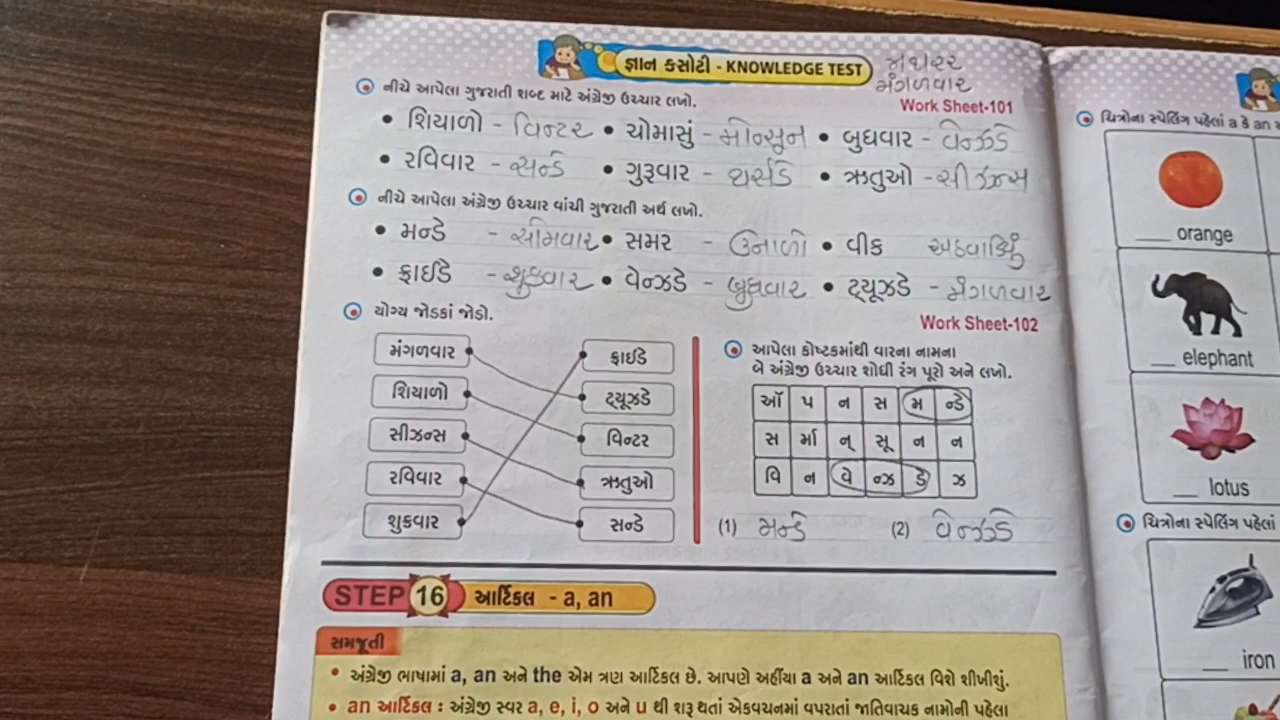 જ્ઞાન કસોટી - KNOWLEDGE TEST
મંગળવાર
નીચે આપેલા ગુજરાતી શબ્દ માટે અંગ્રેજી ઉચ્ચાર લખો.
Work Sheet-101
• શિયાળો - વિન્ટર • ચોમાસું - મોન્સુન • બુધવાર - વેન્ઝડે
• રવિવાર - સન્ડે • ગુરૂવાર - થર્સડે • ઋતુઓ - સીઝન્સ
નીચે આપેલા અંગ્રેજી ઉચ્ચાર વાંચી ગુજરાતી અર્થ લખો.
• મન્ડે - સોમવાર • સમર - ઉનાળો • વીક અઠવાડિયું
• ફ્રાઈડે - શુક્રવાર • વેન્ઝડે - બુધવાર • ટ્યૂઝડે - મંગળવાર
યોગ્ય જોડકાં જોડો.
મંગળવાર ફ્રાઈડે
શિયાળો ટ્યૂઝડે
સીઝન્સ વિન્ટર
રવિવાર ઋતુઓ
શુક્રવાર સન્ડે
Work Sheet-102
આપેલા કોષ્ટકમાંથી વારના નામના
બે અંગ્રેજી ઉચ્ચાર શોધી રંગ પૂરો અને લખો.
ઑ પ ન સ મ ન્ડે
સ ર્મા ન્ સૂ ન ન
વિ ન વે ન્ઝ ડે ઝ
(1) મન્ડે (2) વેન્ઝડે
STEP 16 આર્ટિકલ - a, an
સમજૂતી
• અંગ્રેજી ભાષામાં a, an અને the એમ ત્રણ આર્ટિકલ છે. આપણે અહીંયા a અને an આર્ટિકલ વિશે શીખીશું.
• an આર્ટિકલ : અંગ્રેજી સ્વર a, e, i, o અને u થી શરૂ થતાં એકવચનમાં વપરાતાં જાતિવાચક નામોની પહેલા
ચિત્રોના સ્પેલિંગ પહેલાં a કે an
___ orange
___ elephant
___ lotus
ચિત્રોના સ્પેલિંગ પહેલાં
___ iron